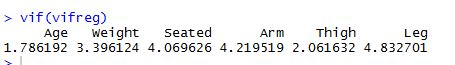 > vif(vifreg)
Age Weight Seated Arm Thigh Leg
1.786192 3.396124 4.069626 4.219519 2.061632 4.832701
>